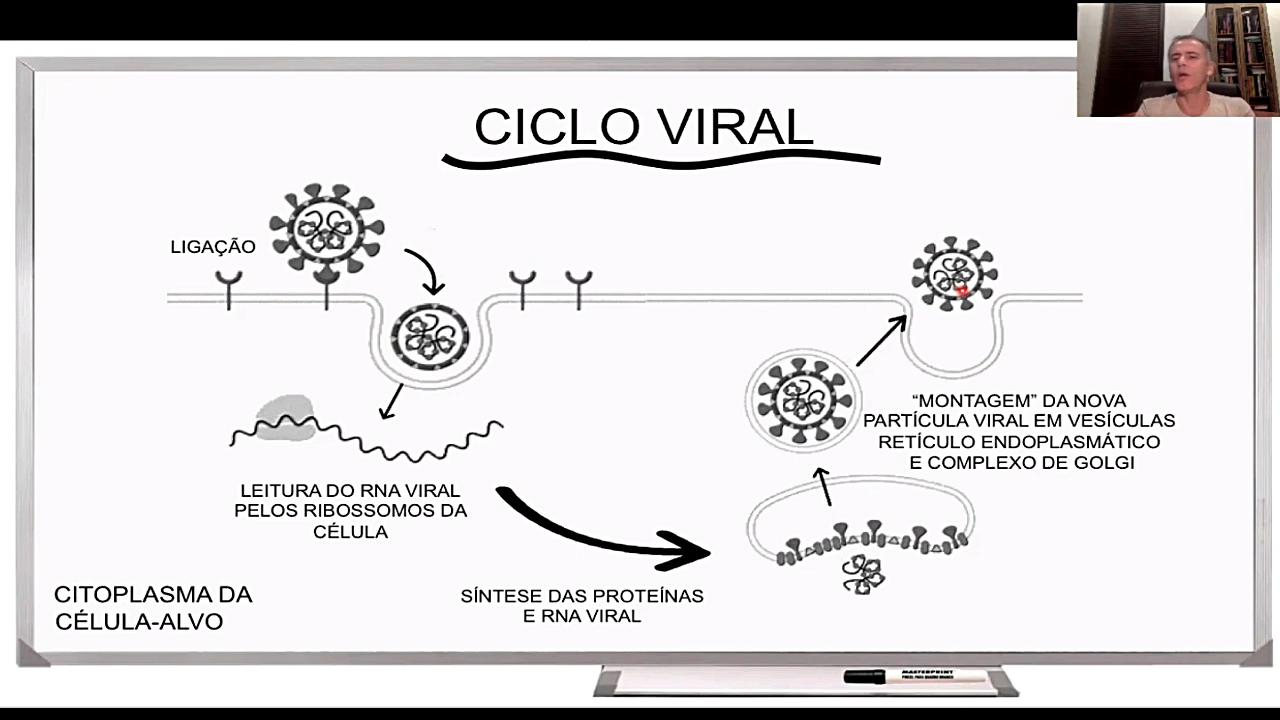 CICLO VIRAL
LIGAÇÃO
"MONTAGEM" DA NOVA
PARTÍCULA VIRAL EM VESÍCULAS
RETÍCULO ENDOPLASMÁTICO
E COMPLEXO DE GOLGI
LEITURA DO RNA VIRAL
PELOS RIBOSSOMOS DA
CÉLULA
SÍNTESE DAS PROTEÍNAS
E RNA VIRAL
CITOPLASMA DA
CÉLULA-ALVO
MASTERPRINT